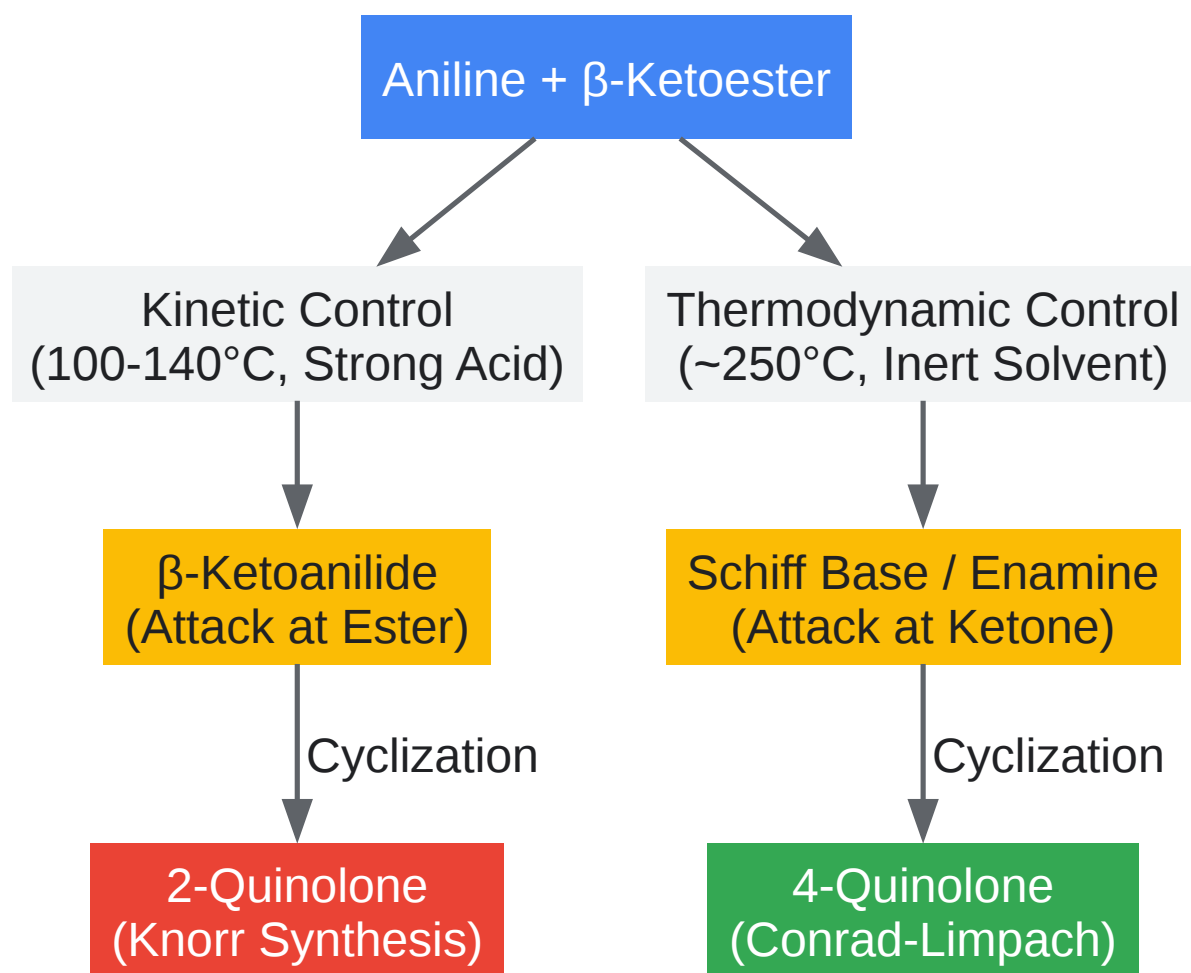 Aniline + β-Ketoester
Kinetic Control
(100-140°C, Strong Acid)
Thermodynamic Control
(~250°C, Inert Solvent)
β-Ketoanilide
(Attack at Ester)
Schiff Base / Enamine
(Attack at Ketone)
Cyclization
Cyclization
2-Quinolone
(Knorr Synthesis)
4-Quinolone
(Conrad-Limpach)